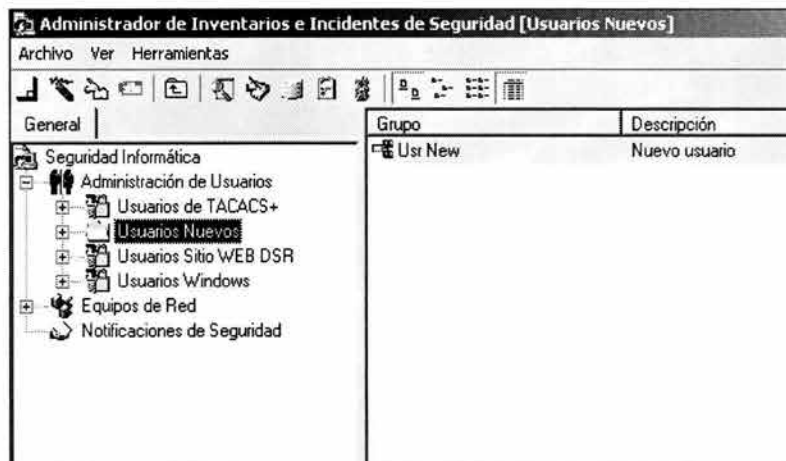 Administrador de Inventarios e Incidentes de Seguridad [Usuarios Nuevos]
Archivo Ver Herramientas
General
Grupo Descripción
Seguridad Informática
Administración de Usuarios
Usuarios de TACACS+
Usuarios Nuevos
Usuarios Sitio WEB DSR
Usuarios Windows
Equipos de Red
Notificaciones de Seguridad
Usr New Nuevo usuario